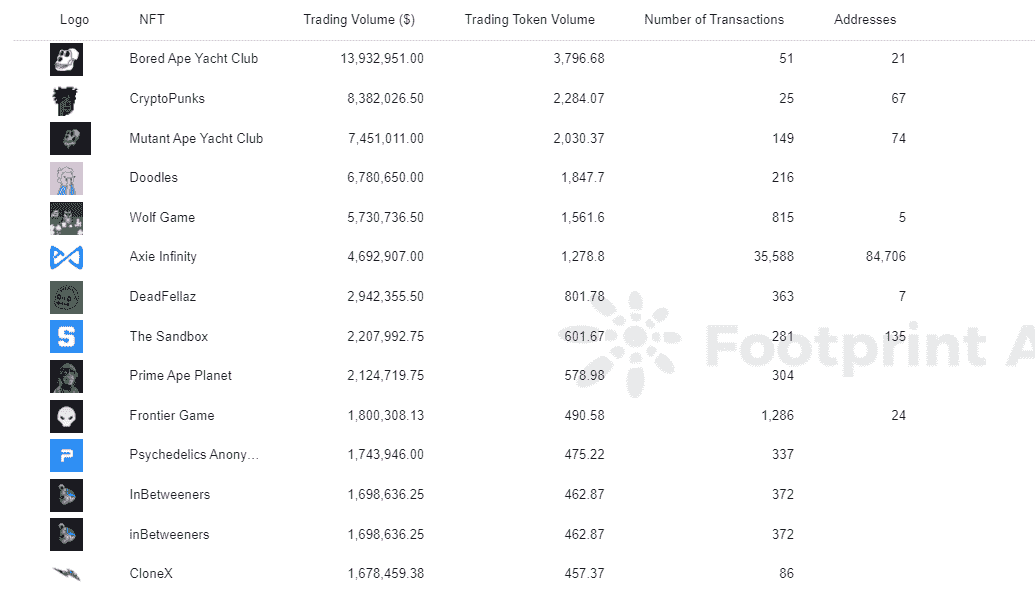 Logo NFT Trading Volume ($) Trading Token Volume Number of Transactions Addresses
Bored Ape Yacht Club 13,932,951.00 3,796.68 51 21
CryptoPunks 8,382,026.50 2,284.07 25 67
Mutant Ape Yacht Club 7,451,011.00 2,030.37 149 74
Doodles 6,780,650.00 1,847.7 216
Wolf Game 5,730,736.50 1,561.6 815 5
Axie Infinity 4,692,907.00 1,278.8 35,588 84,706
DeadFellaz 2,942,355.50 801.78 363 7
The Sandbox 2,207,992.75 601.67 281 135
Footprint A
Prime Ape Planet 2,124,719.75 578.98 304
Frontier Game 1,800,308.13 490.58 1,286 24
Psychedelics Anony… 1,743,946.00 475.22 337
InBetweeners 1,698,636.25 462.87 372
inBetweeners 1,698,636.25 462.87 372
CloneX 1,678,459.38 457.37 86